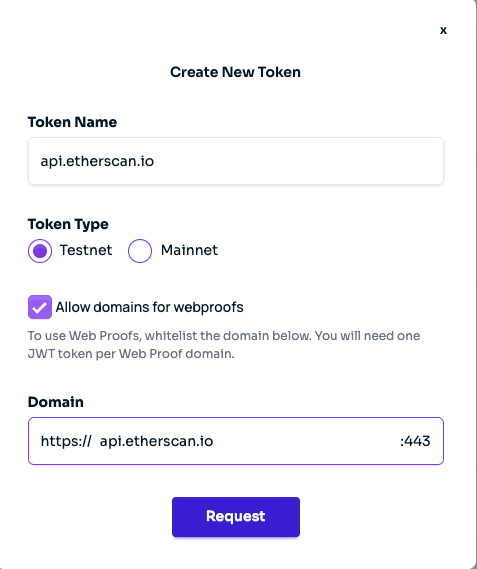 x
Create New Token
Token Name
api.etherscan.io
Token Type
Testnet Mainnet
Allow domains for webproofs
To use Web Proofs, whitelist the domain below. You will need one
JWT token per Web Proof domain.
Domain
https:// api.etherscan.io :443
Request